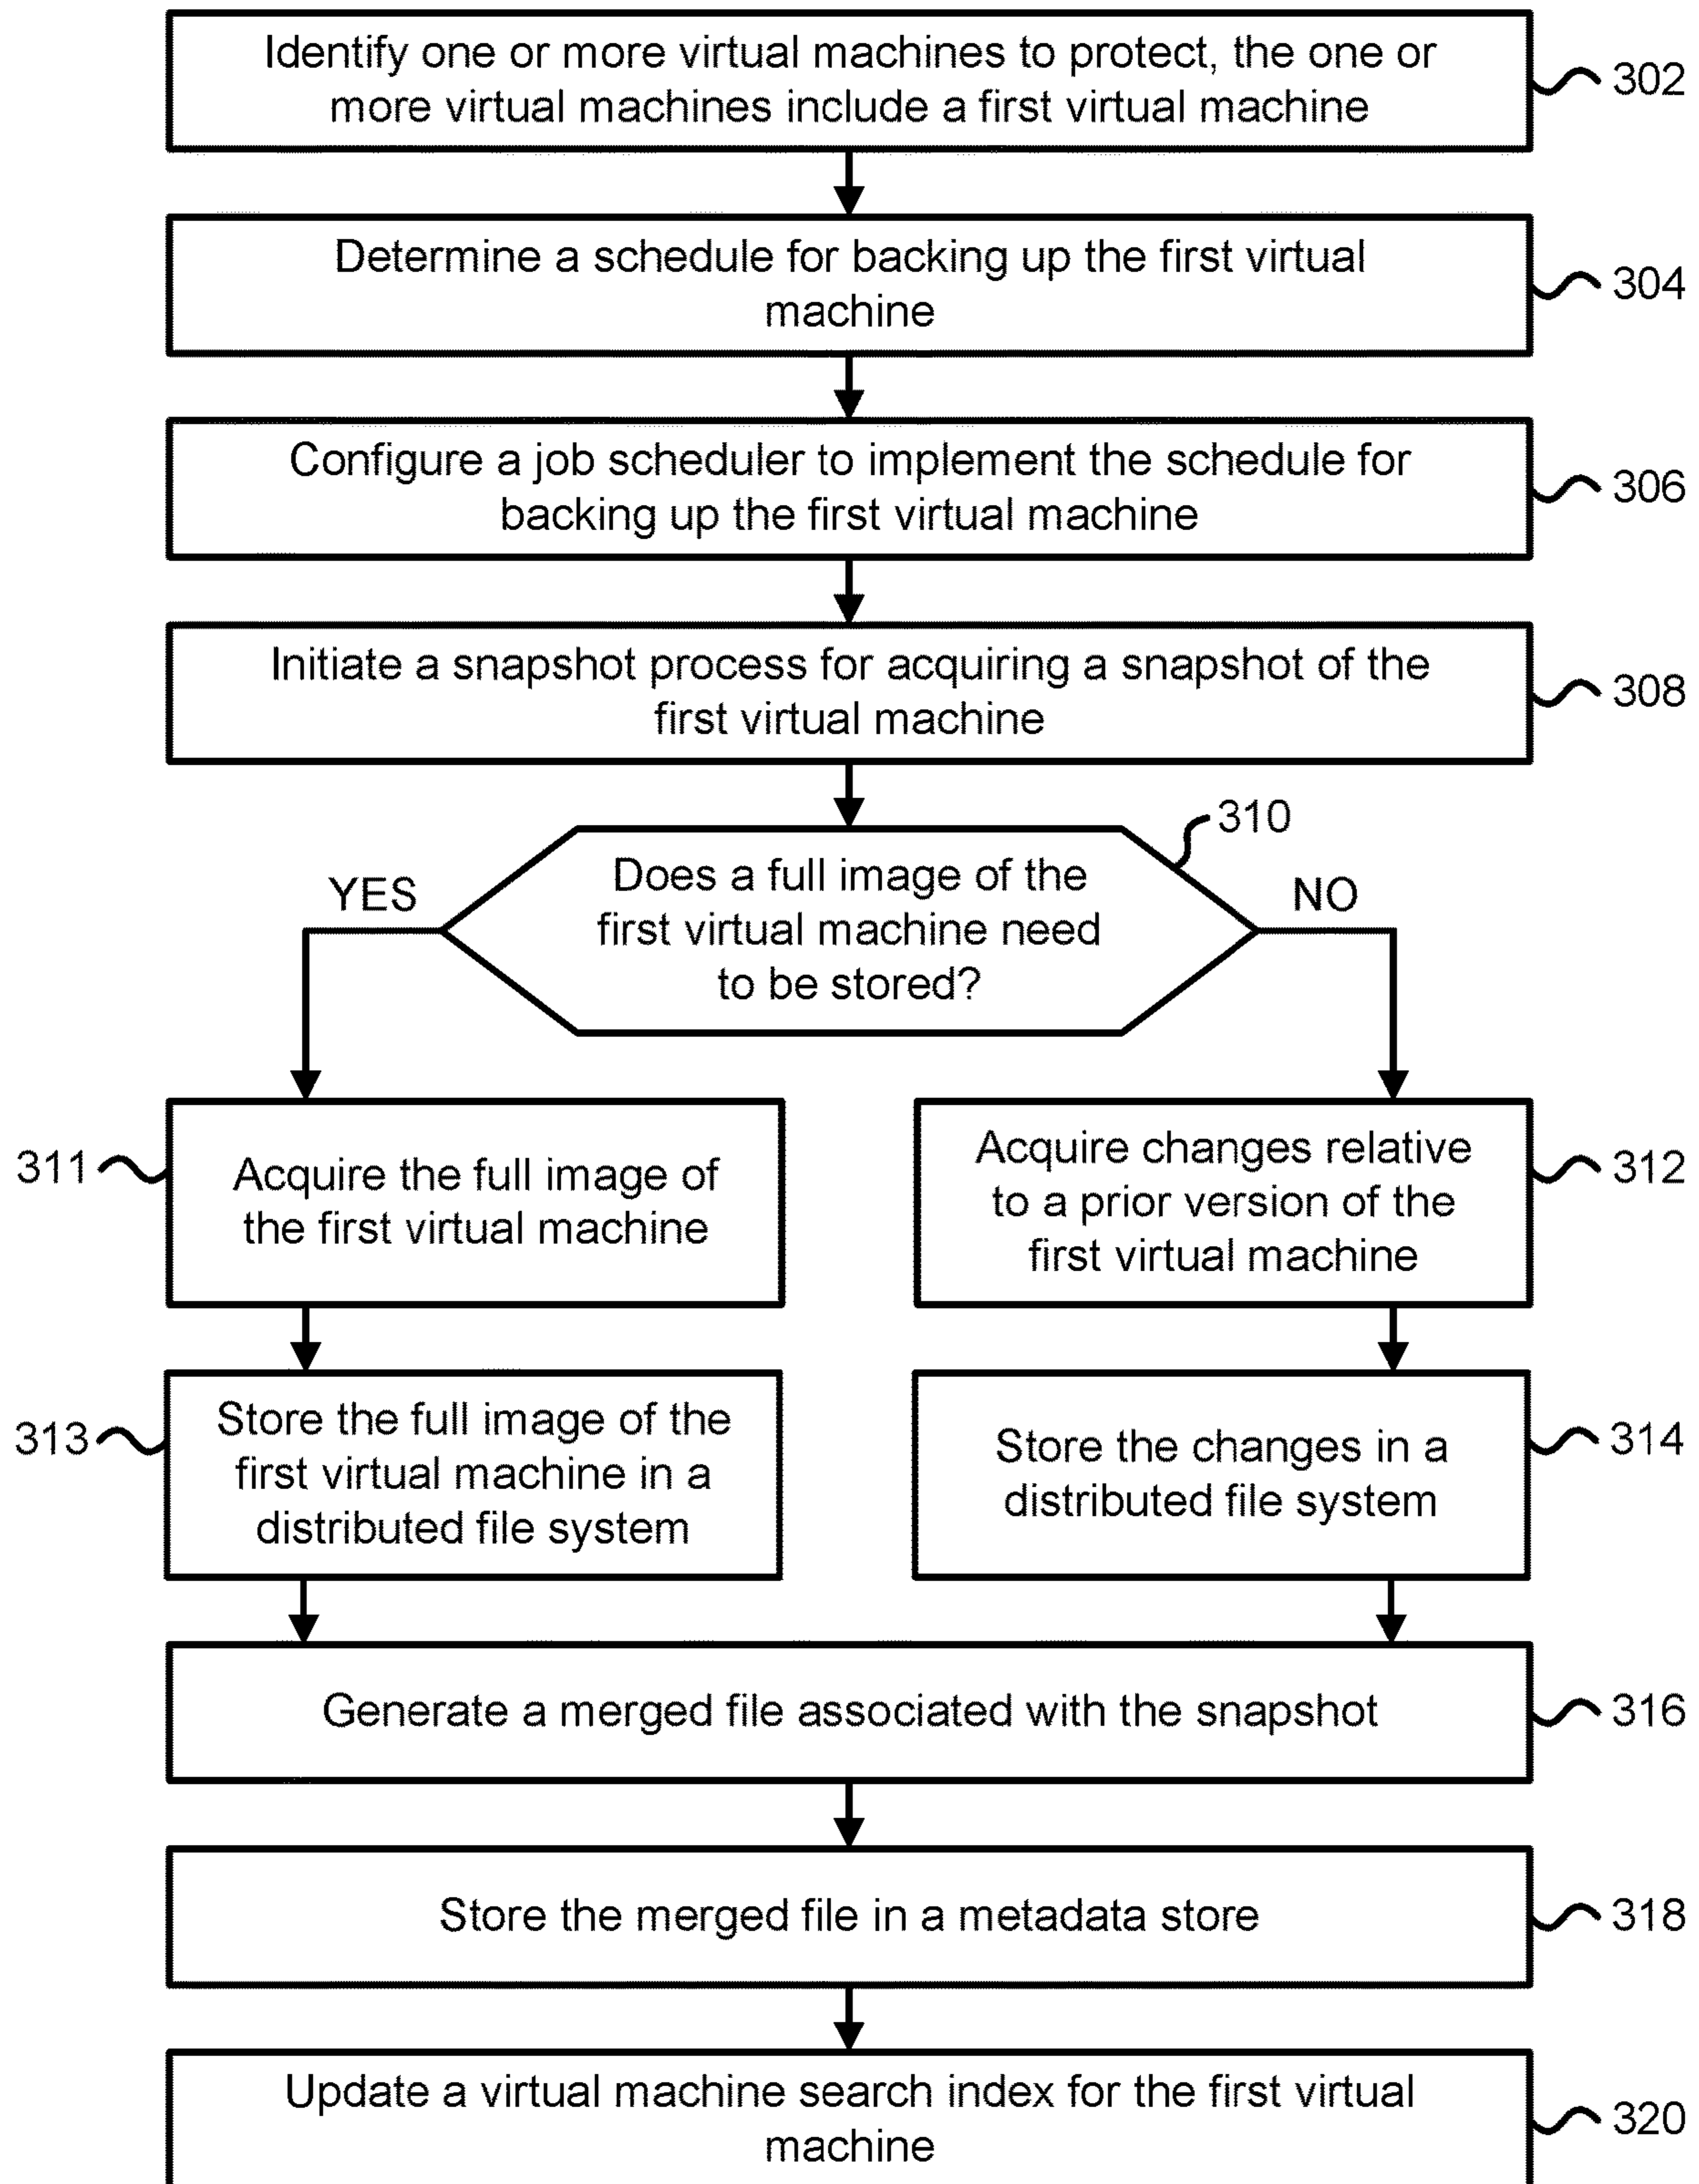 Identify one or more virtual machines to protect, the one or
more virtual machines include a first virtual machine
302
Determine a schedule for backing up the first virtual
machine
304
Configure a job scheduler to implement the schedule for
backing up the first virtual machine
306
Initiate a snapshot process for acquiring a snapshot of the
first virtual machine
308
310
YES
Does a full image of the
first virtual machine need
to be stored?
NO
311
Acquire the full image of
the first virtual machine
Acquire changes relative
to a prior version of the
first virtual machine
312
313
Store the full image of the
first virtual machine in a
distributed file system
Store the changes in a
distributed file system
314
Generate a merged file associated with the snapshot
316
Store the merged file in a metadata store
318
Update a virtual machine search index for the first virtual
machine
320